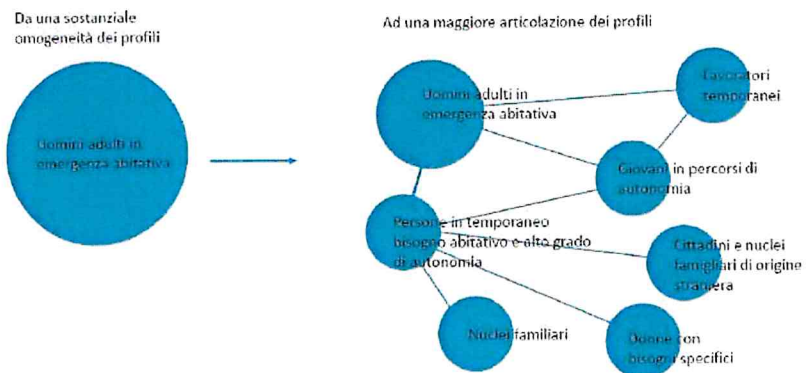 Da una sostanziale
omogeneità dei profili
Uomini adulti in
emergenza abitativa
Ad una maggiore articolazione dei profili
Uomini adulti in
emergenza abitativa
Lavoratori
temporanei
Giovani in percorsi di
autonomia
Persone in temporaneo
bisogno abitativo e alto grado
di autonomia
Cittadini e nuclei
famigliari di origine
straniera
Nuclei familiari
Donne con
bisogni specifici